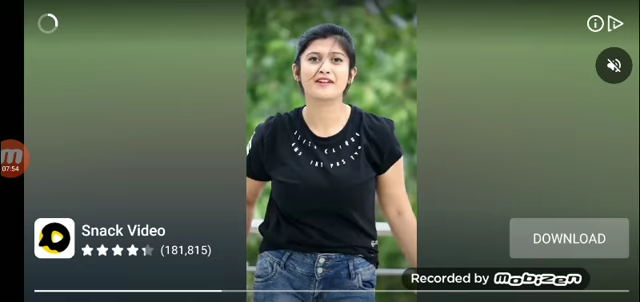 07:54
Snack Video
(181,815)
DOWNLOAD
Recorded by mobizen